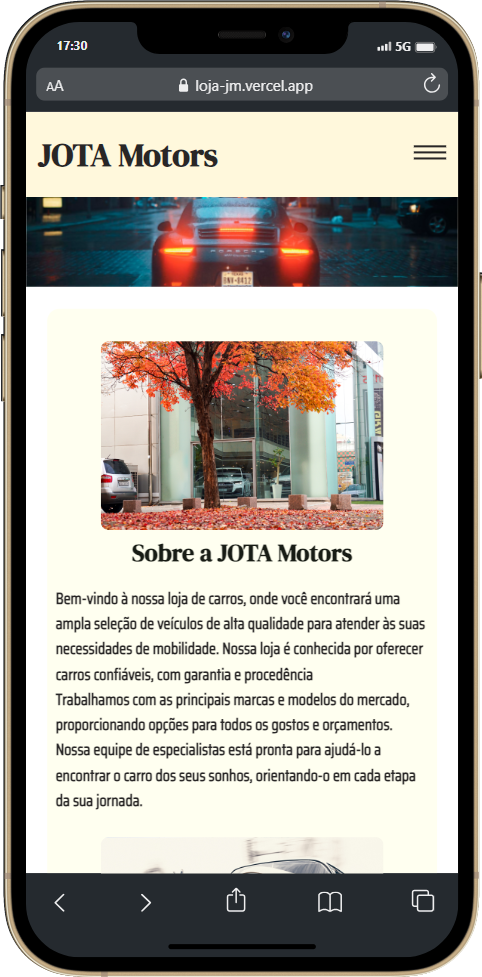 17:30
5G
AA
loja-jm.vercel.app
JOTA Motors
PORSCHE
Sobre a JOTA Motors
Bem-vindo à nossa loja de carros, onde você encontrará uma
ampla seleção de veículos de alta qualidade para atender às suas
necessidades de mobilidade. Nossa loja é conhecida por oferecer
carros confiáveis, com garantia e procedência
Trabalhamos com as principais marcas e modelos do mercado,
proporcionando opções para todos os gostos e orçamentos.
Nossa equipe de especialistas está pronta para ajudá-lo a
encontrar o carro dos seus sonhos, orientando-o em cada etapa
da sua jornada.